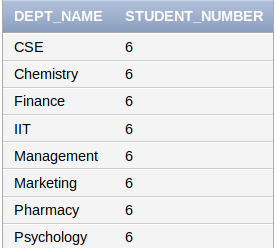 DEPT_NAME STUDENT_NUMBER
CSE 6
Chemistry 6
Finance 6
IIT 6
Management 6
Marketing 6
Pharmacy 6
Psychology 6